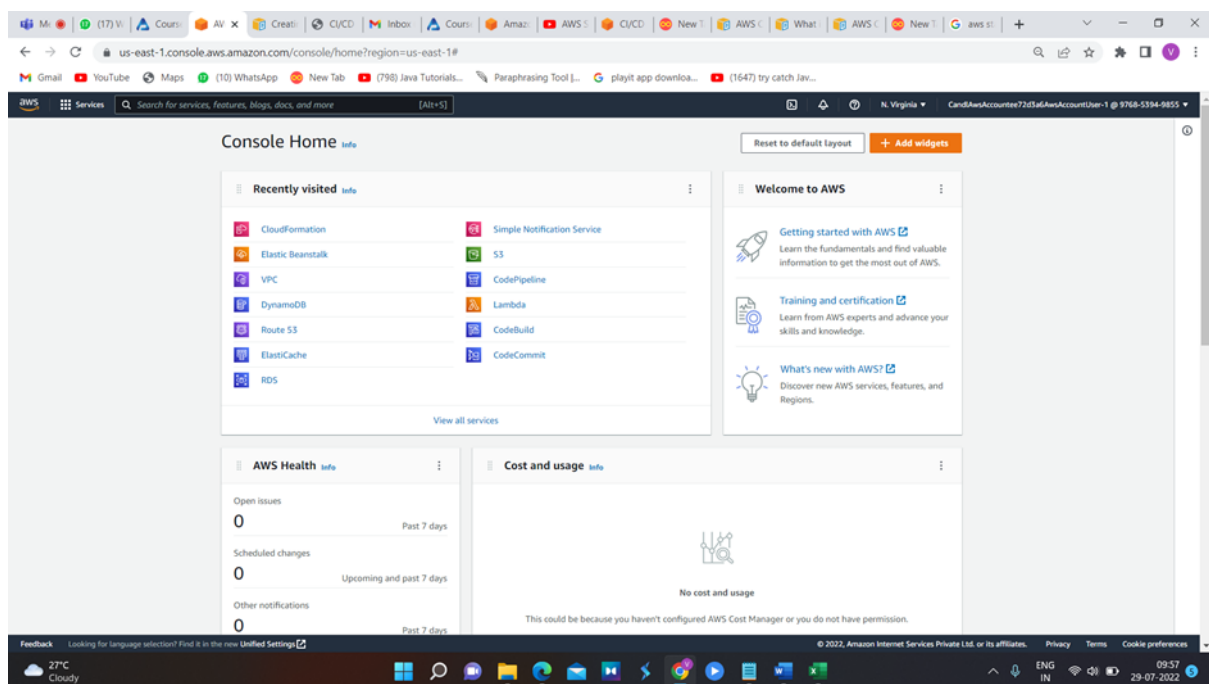 Me
(17) W
Cours
AV
Creati
CI/CD
Inbox
Cours
Amaz
AWS S
CI/CD
New T
AWS C
What i
AWS C
New T
aws st
us-east-1.console.aws.amazon.com/console/home?region=us-east-1#
Gmail
YouTube
Maps
(10) WhatsApp
New Tab
(798) Java Tutorials...
Paraphrasing Tool |...
playit app downloa...
(1647) try catch Jav...
aws
Services
Search for services, features, blogs, docs, and more
[Alt+S]
N. Virginia
CandlAwsAccountee72d3a6AwsAccountUser-1 @ 9768-5394-9855
Console Home Info
Reset to default layout
+ Add widgets
Recently visited Info
CloudFormation
Elastic Beanstalk
VPC
DynamoDB
Route 53
ElastiCache
RDS
Simple Notification Service
S3
CodePipeline
Lambda
CodeBuild
CodeCommit
View all services
Welcome to AWS
Getting started with AWS
Learn the fundamentals and find valuable
information to get the most out of AWS.
Training and certification
Learn from AWS experts and advance your
skills and knowledge.
What's new with AWS?
Discover new AWS services, features, and
Regions.
AWS Health Info
Open issues
0
Past 7 days
Scheduled changes
0
Upcoming and past 7 days
Other notifications
0
Past 7 days
Cost and usage Info
No cost and usage
This could be because you haven't configured AWS Cost Manager or you do not have permission.
Feedback
Looking for language selection? Find it in the new Unified Settings
© 2022, Amazon Internet Services Private Ltd. or its affiliates.
Privacy
Terms
Cookie preferences
27°C
Cloudy
ENG
IN
09:57
29-07-2022
5